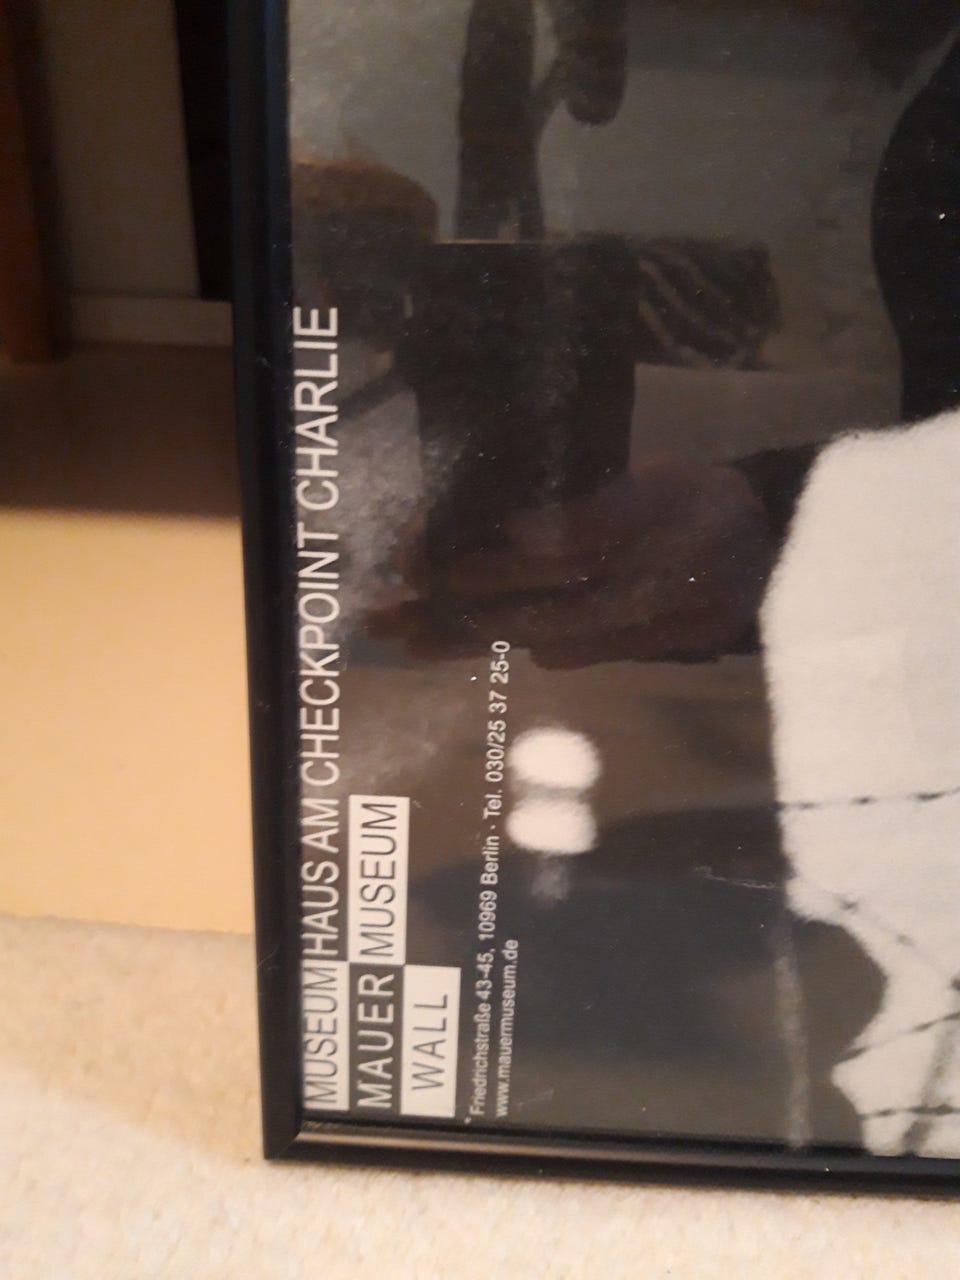 MUSEUM HAUS AM CHECKPOINT CHARLIE
MAUER MUSEUM
WALL
Friedrichstraße 43-45, 10969 Berlin · Tel. 030/25 37 25-0
www.mauermuseum.de